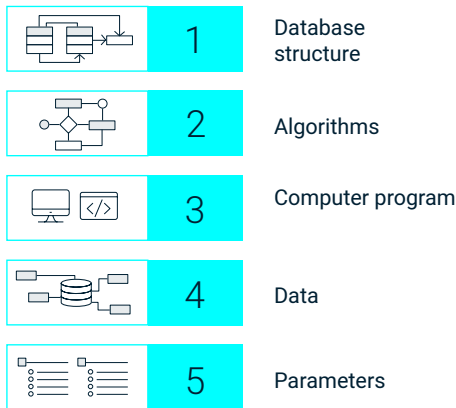 1
Database
structure
2
Algorithms
3
Computer program
</>
4
Data
5
Parameters